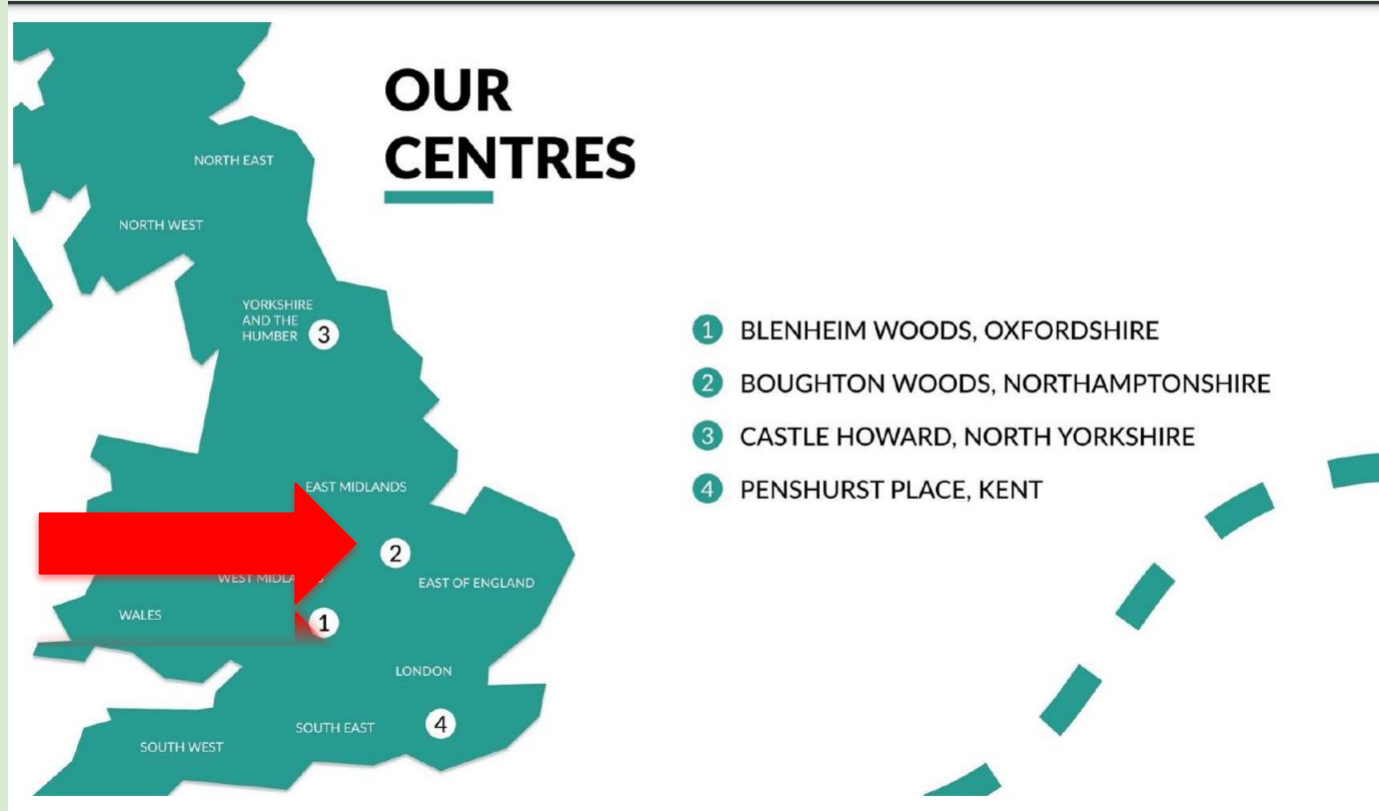 OUR
CENTRES
NORTH EAST
NORTH WEST
YORKSHIRE
AND THE
HUMBER 3
1 BLENHEIM WOODS, OXFORDSHIRE
2 BOUGHTON WOODS, NORTHAMPTONSHIRE
3 CASTLE HOWARD, NORTH YORKSHIRE
4 PENSHURST PLACE, KENT
EAST MIDLANDS
2
WEST
EAST OF ENGLAND
WALES
1
LONDON
SOUTH EAST
4
SOUTH WEST